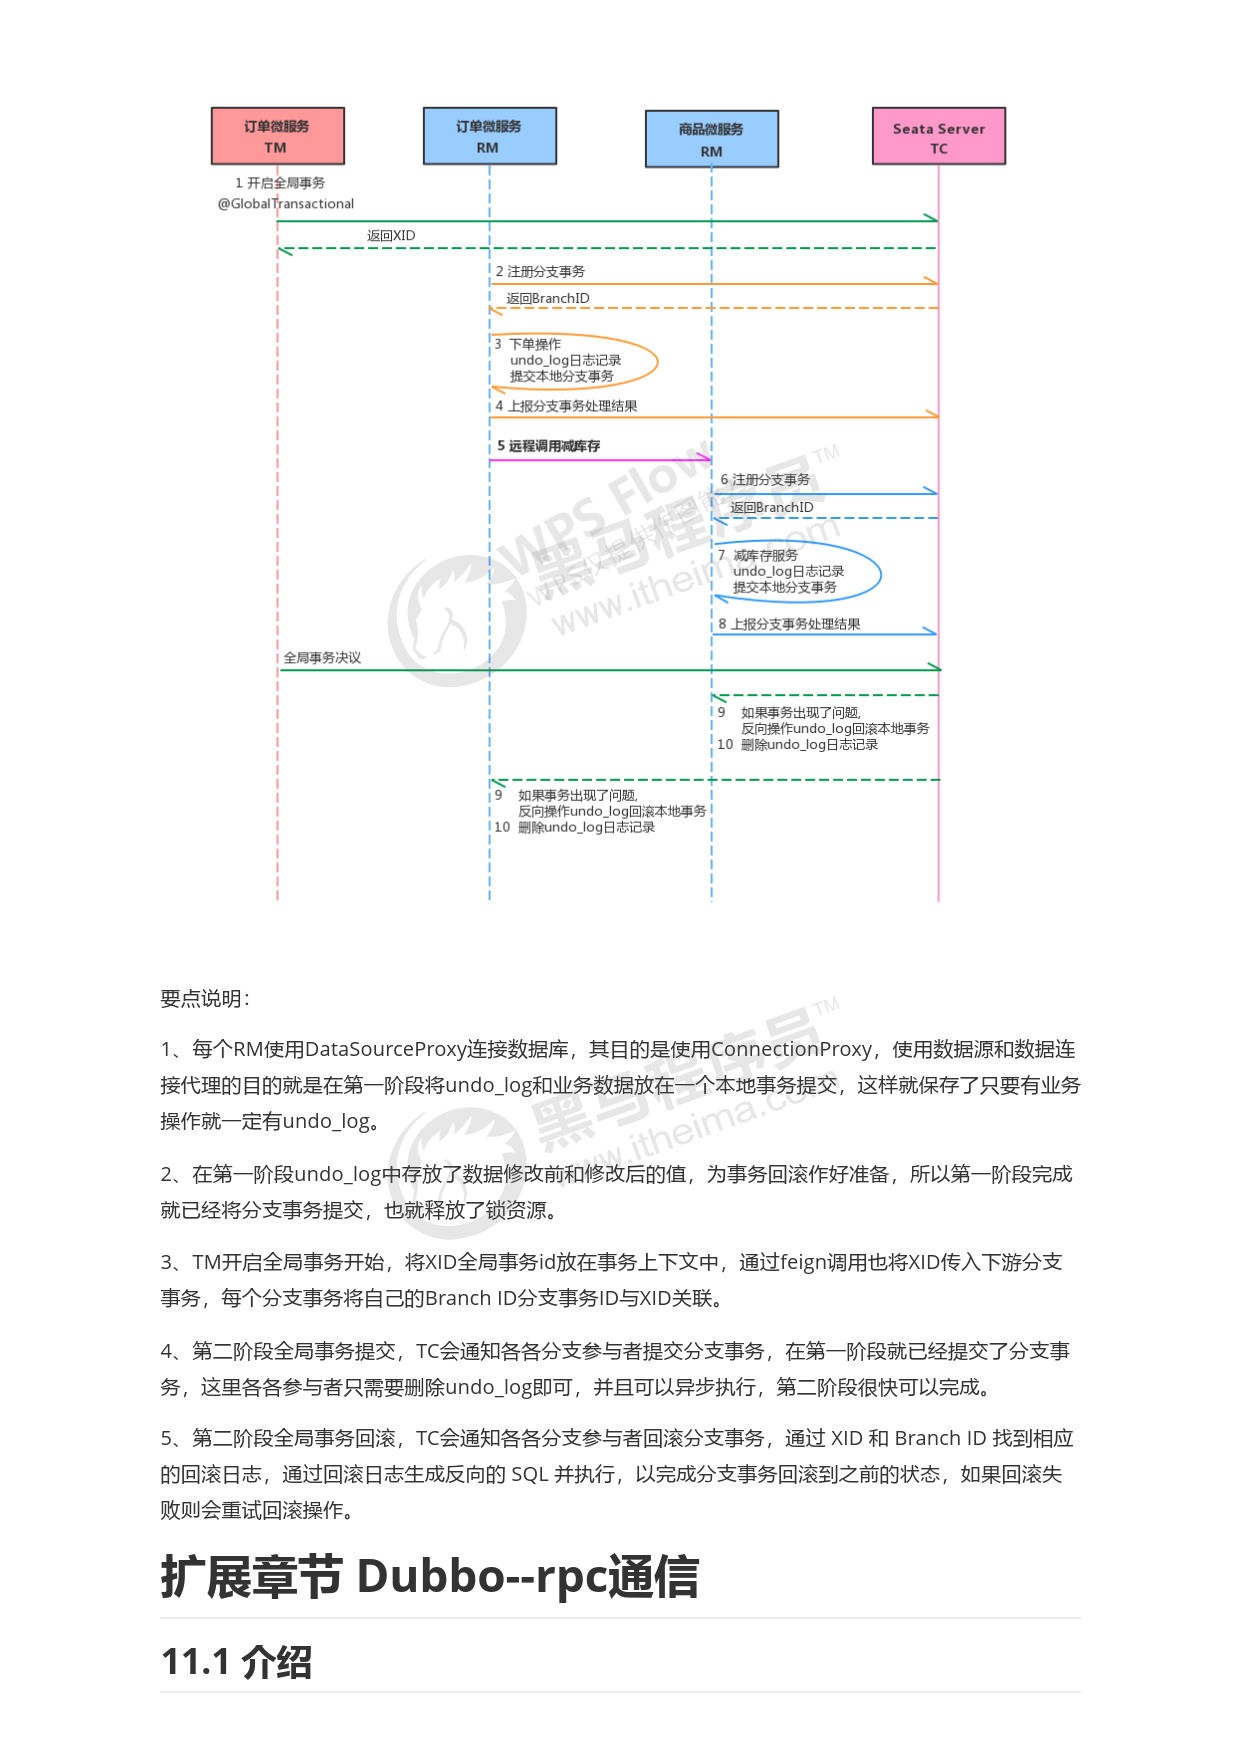 订单微服务
TM
订单微服务
RM
商品微服务
RM
Seata Server
TC
1 开启全局事务
@GlobalTransactional
返回XID
2 注册分支事务
返回BranchID
3 下单操作
undo_log日志记录
提交本地分支事务
4 上报分支事务处理结果
5 远程调用减库存
6 注册分支事务
返回BranchID
7 减库存服务
undo_log日志记录
提交本地分支事务
8 上报分支事务处理结果
全局事务决议
9 如果事务出现了问题,
反向操作undo_log回滚本地事务
10 删除undo_log日志记录
9 如果事务出现了问题,
反向操作undo_log回滚本地事务
10 删除undo_log日志记录
WPS Flow
黑马程序员™
www.itheima.com
要点说明：
1、每个RM使用DataSourceProxy连接数据库，其目的是使用ConnectionProxy，使用数据源和数据连
接代理的目的就是在第一阶段将undo_log和业务数据放在一个本地事务提交，这样就保存了只要有业务
操作就一定有undo_log。
2、在第一阶段undo_log中存放了数据修改前和修改后的值，为事务回滚作好准备，所以第一阶段完成
就已经将分支事务提交，也就释放了锁资源。
3、TM开启全局事务开始，将XID全局事务id放在事务上下文中，通过feign调用也将XID传入下游分支
事务，每个分支事务将自己的Branch ID分支事务ID与XID关联。
4、第二阶段全局事务提交，TC会通知各各分支参与者提交分支事务，在第一阶段就已经提交了分支事
务，这里各各参与者只需要删除undo_log即可，并且可以异步执行，第二阶段很快可以完成。
5、第二阶段全局事务回滚，TC会通知各各分支参与者回滚分支事务，通过 XID 和 Branch ID 找到相应
的回滚日志，通过回滚日志生成反向的 SQL 并执行，以完成分支事务回滚到之前的状态，如果回滚失
败则会重试回滚操作。
黑马程序员™
www.itheima.com
扩展章节 Dubbo--rpc通信
11.1 介绍